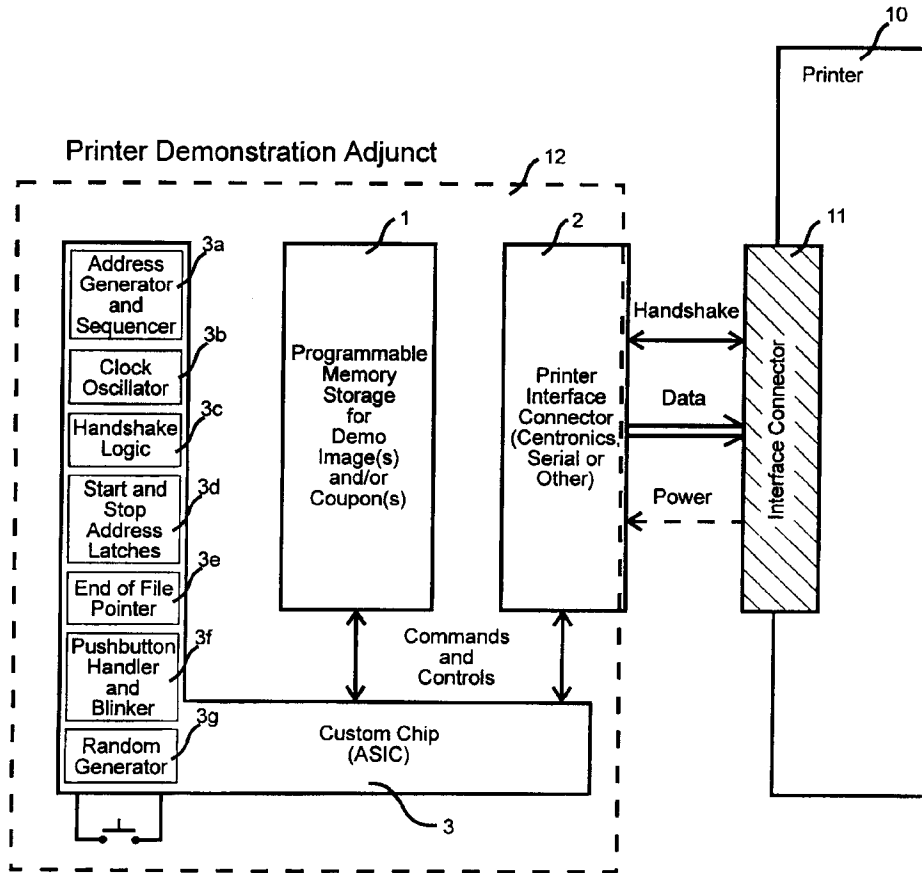 10
Printer
Printer Demonstration Adjunct
12
1
2
11
3a
Address
Generator
and
Sequencer
3b
Clock
Oscillator
3c
Handshake
Logic
3d
Start and
Stop
Address
Latches
3e
End of File
Pointer
3f
Pushbutton
Handler
and
Blinker
3g
Random
Generator
Programmable
Memory
Storage
for
Demo
Image(s)
and/or
Coupon(s)
Printer
Interface
Connector
(Centronics,
Serial or
Other)
Handshake
Data
Power
Interface Connector
Commands
and
Controls
Custom Chip
(ASIC)
3